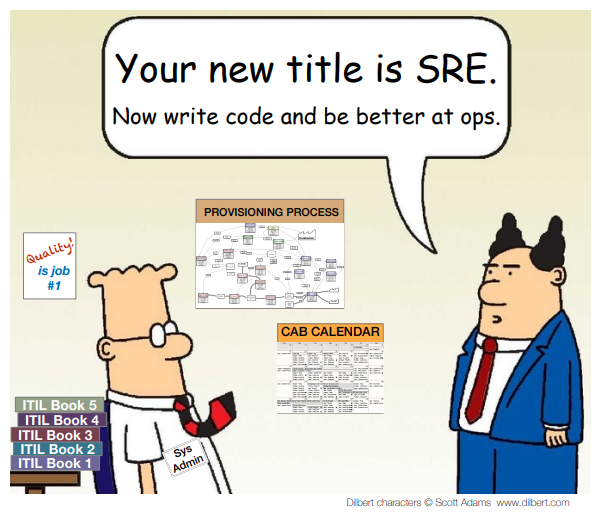 Your new title is SRE.
Now write code and be better at ops.
PROVISIONING PROCESS
Quality!
is job
#1
CAB CALENDAR
ITIL Book 5
ITIL Book 4
ITIL Book 3
ITIL Book 2
ITIL Book 1
Sys
Admin
Dilbert characters © Scott Adams www.dilbert.com